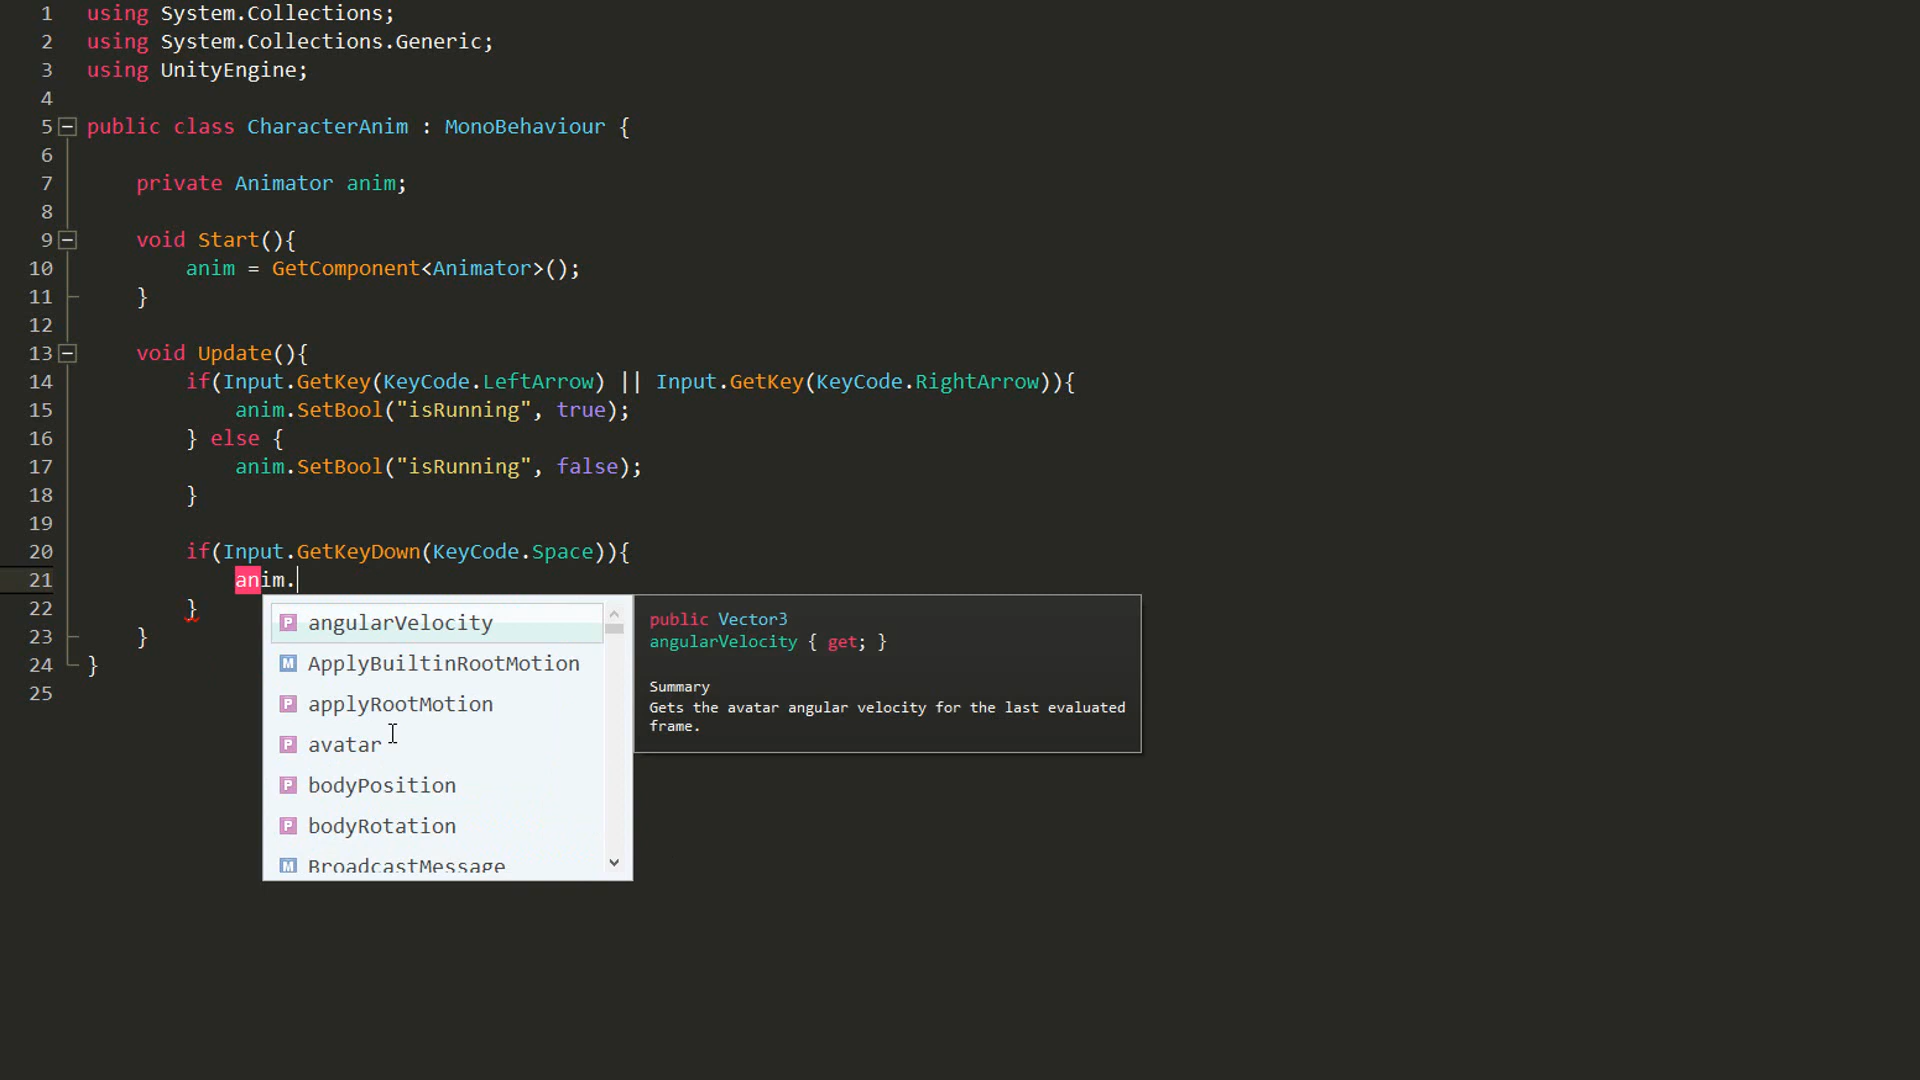 1 using System.Collections;
2 using System.Collections.Generic;
3 using UnityEngine;
4
5 public class CharacterAnim : MonoBehaviour {
6
7 private Animator anim;
8
9 void Start(){
10 anim = GetComponent<Animator>();
11 }
12
13 void Update(){
14 if(Input.GetKey(KeyCode.LeftArrow) || Input.GetKey(KeyCode.RightArrow)){
15 anim.SetBool("isRunning", true);
16 } else {
17 anim.SetBool("isRunning", false);
18 }
19
20 if(Input.GetKeyDown(KeyCode.Space)){
21 anim.
22 }
23 }
24 }
25
P angularVelocity
M ApplyBuiltinRootMotion
P applyRootMotion
P avatar
P bodyPosition
P bodyRotation
M BroadcastMessage
public Vector3
angularVelocity { get; }
Summary
Gets the avatar angular velocity for the last evaluated
frame.